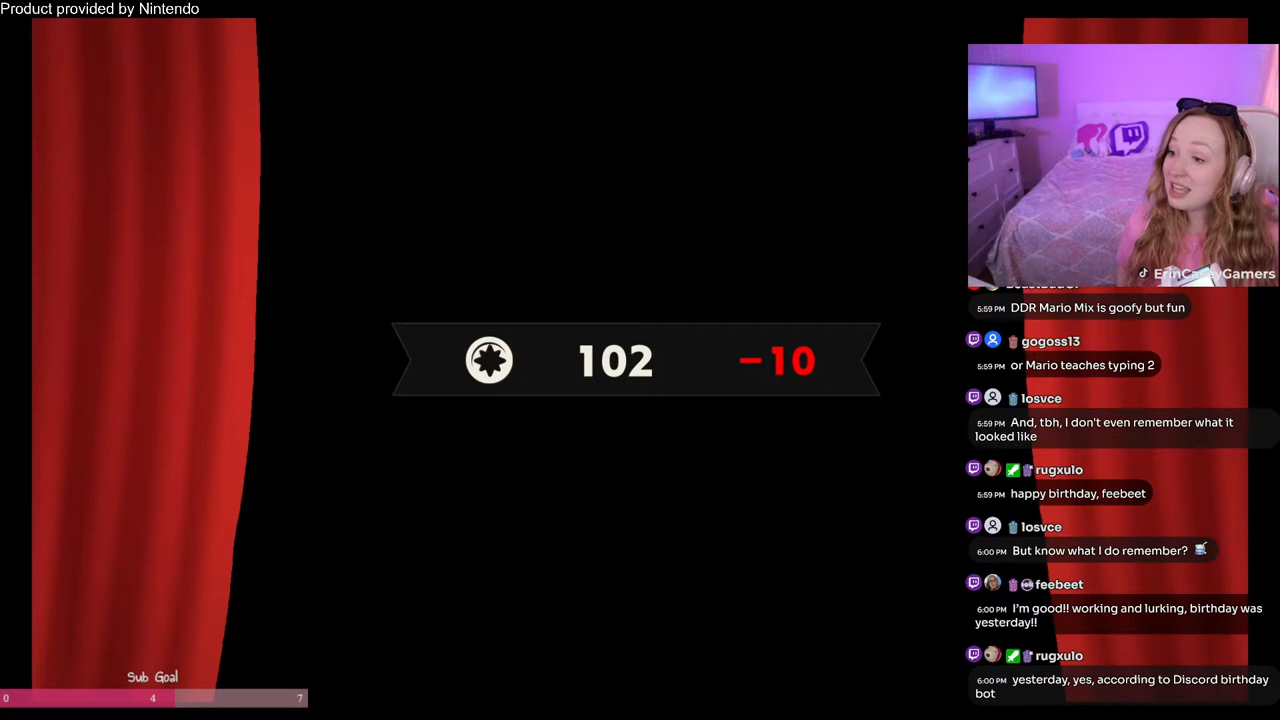 Product provided by Nintendo
102 -10
ErinCaseyGamers
5:59 PM DDR Mario Mix is goofy but fun
gogoss13
5:59 PM or Mario teaches typing 2
losvce
5:59 PM And, tbh, I don't even remember what it
looked like
rugxulo
5:59 PM happy birthday, feebeet
losvce
6:00 PM But know what I do remember?
feebeet
6:00 PM I'm good!! working and lurking, birthday was
yesterday!!
rugxulo
6:00 PM yesterday, yes, according to Discord birthday
bot
Sub Goal
0 4 7